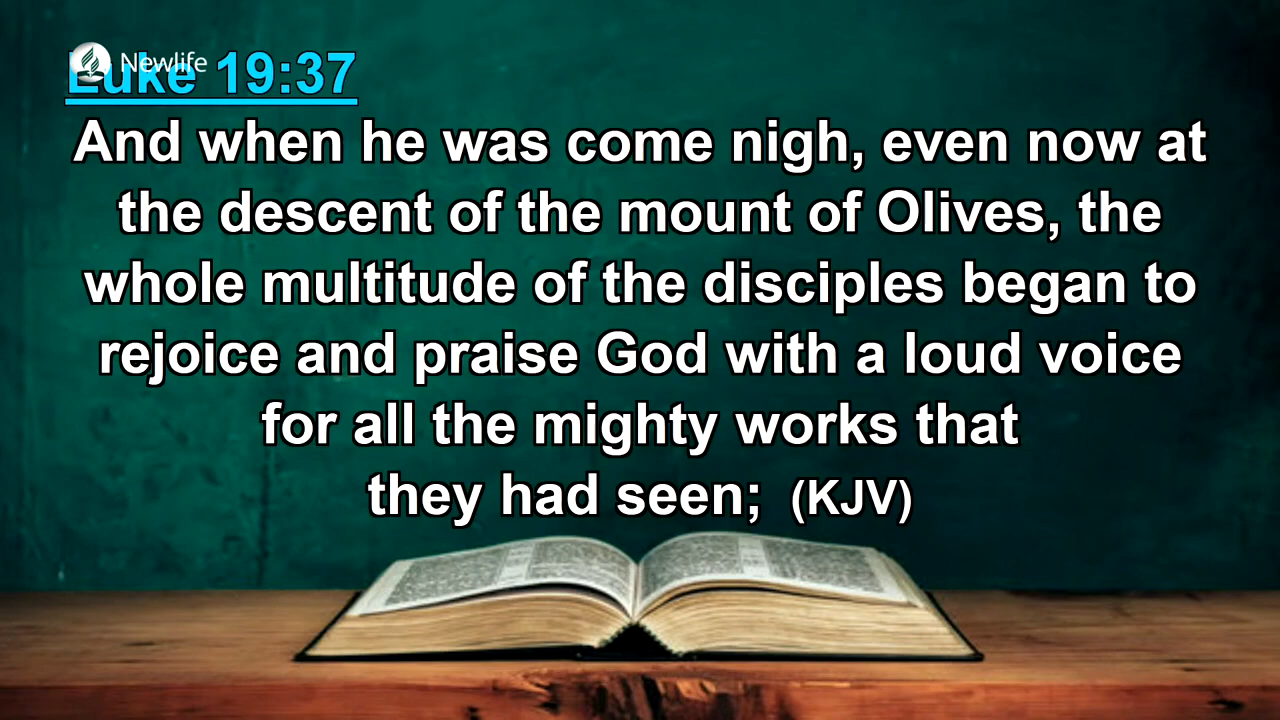 Newlife
Luke 19:37
And when he was come nigh, even now at
the descent of the mount of Olives, the
whole multitude of the disciples began to
rejoice and praise God with a loud voice
for all the mighty works that
they had seen; (KJV)